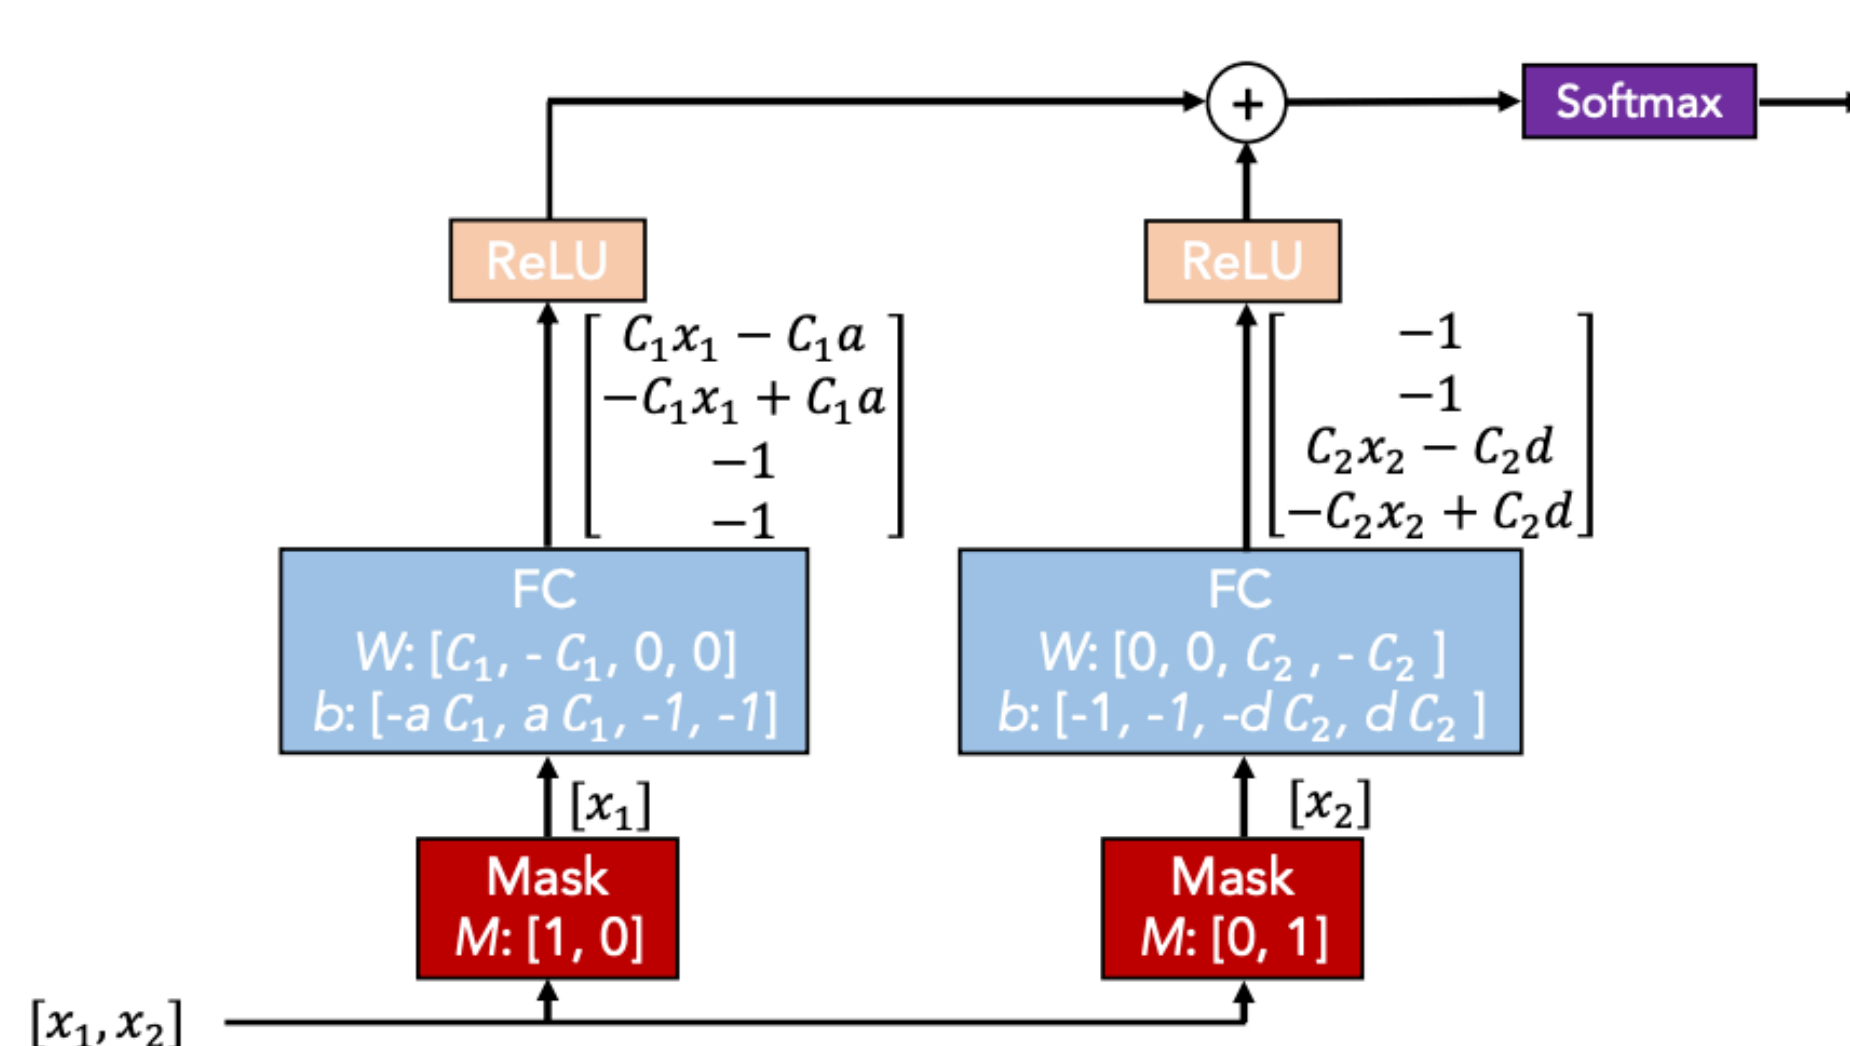 +
Softmax
ReLU
ReLU
C₁x₁ − C₁a
−C₁x₁ + C₁a
−1
−1
−1
−1
C₂x₂ − C₂d
−C₂x₂ + C₂d
FC
W: [C₁, - C₁, 0, 0]
b: [-a C₁, a C₁, -1, -1]
FC
W: [0, 0, C₂ , - C₂ ]
b: [-1, -1, -d C₂, d C₂ ]
[x₁]
[x₂]
Mask
M: [1, 0]
Mask
M: [0, 1]
[x₁, x₂]